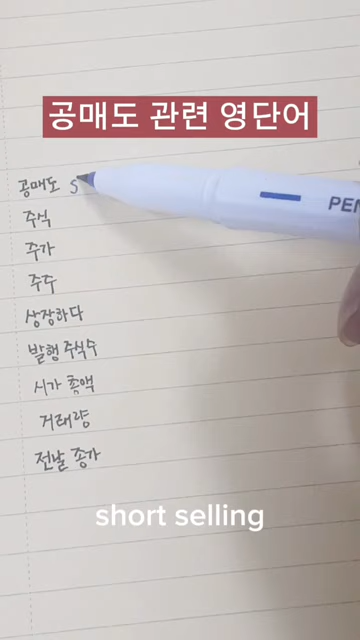 공매도 관련 영단어
공매도 S
주식
주가
주주
상장하다
발행 주식수
시가 총액
거래량
전날 종가
PEN
short selling